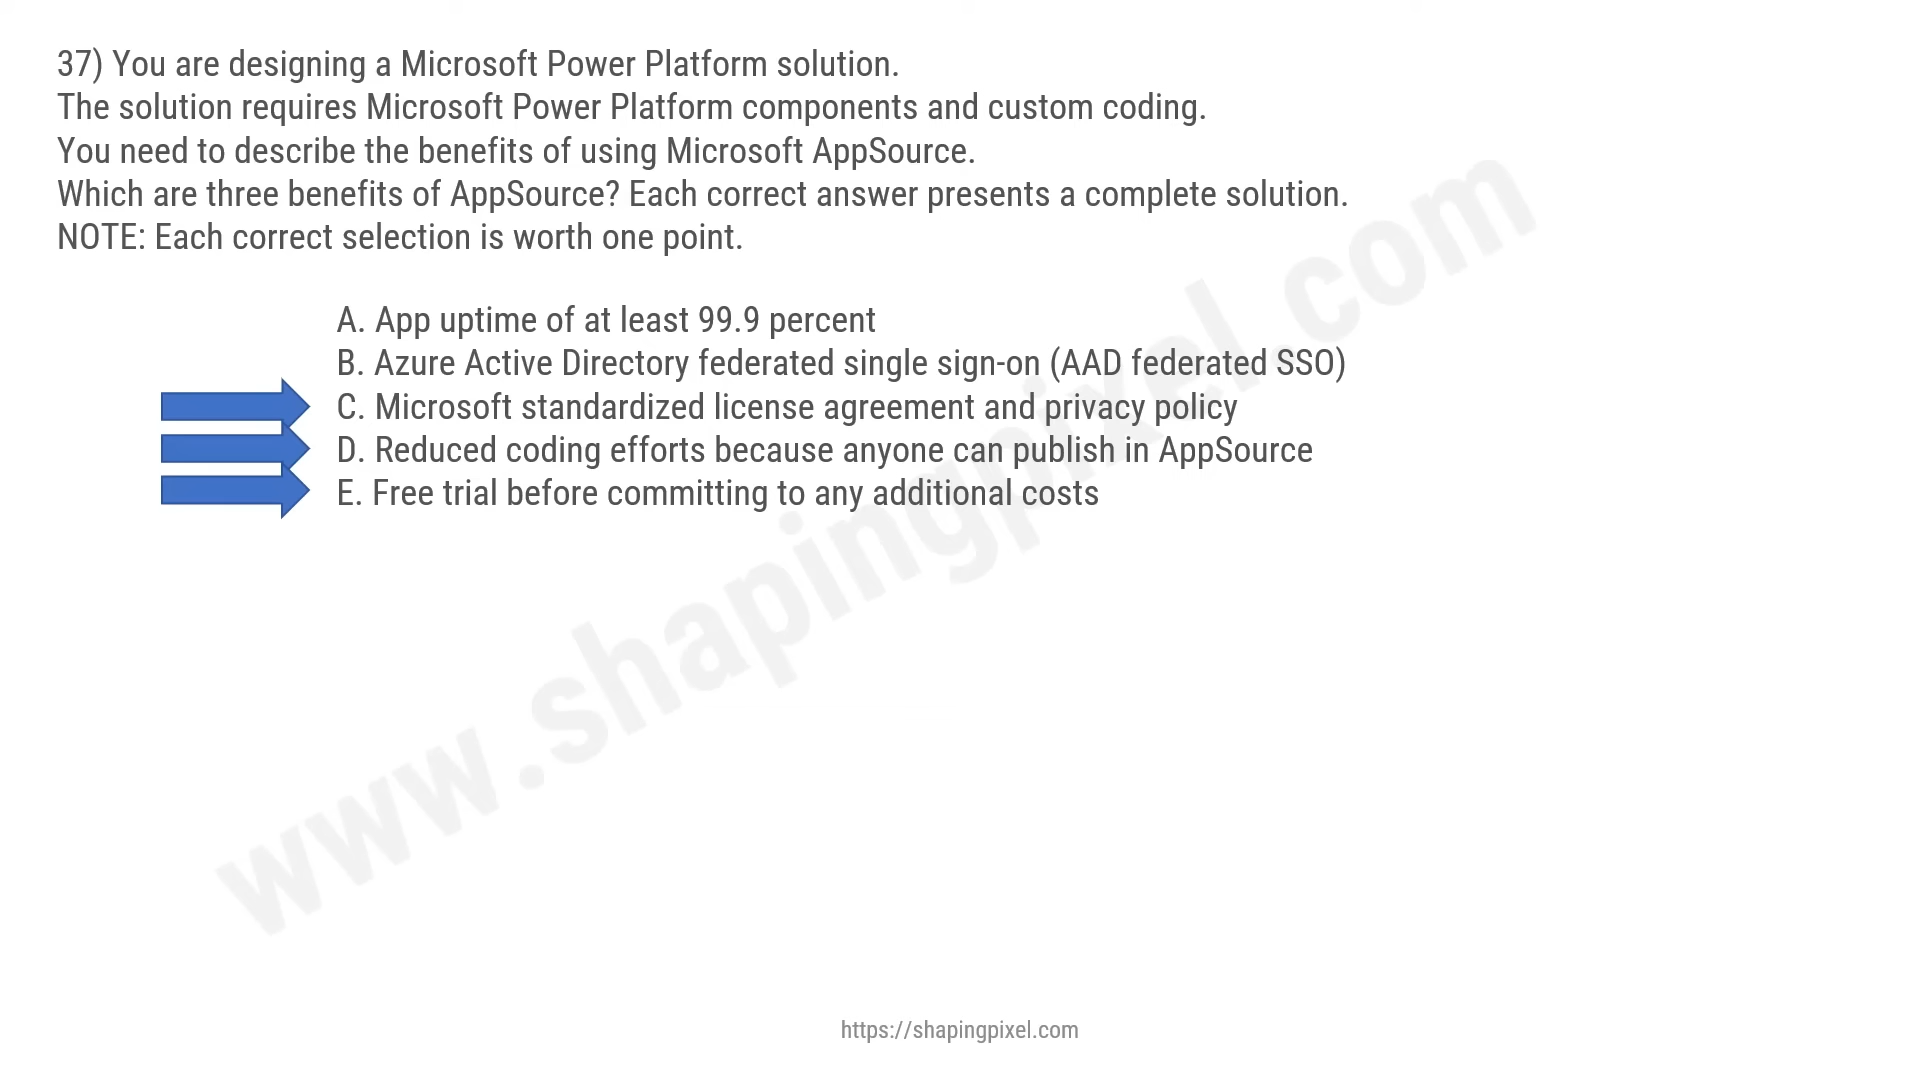 37) You are designing a Microsoft Power Platform solution.
The solution requires Microsoft Power Platform components and custom coding.
You need to describe the benefits of using Microsoft AppSource.
Which are three benefits of AppSource? Each correct answer presents a complete solution.
NOTE: Each correct selection is worth one point.
A. App uptime of at least 99.9 percent
B. Azure Active Directory federated single sign-on (AAD federated SSO)
C. Microsoft standardized license agreement and privacy policy
D. Reduced coding efforts because anyone can publish in AppSource
E. Free trial before committing to any additional costs
www.shapingpixel.com
https://shapingpixel.com